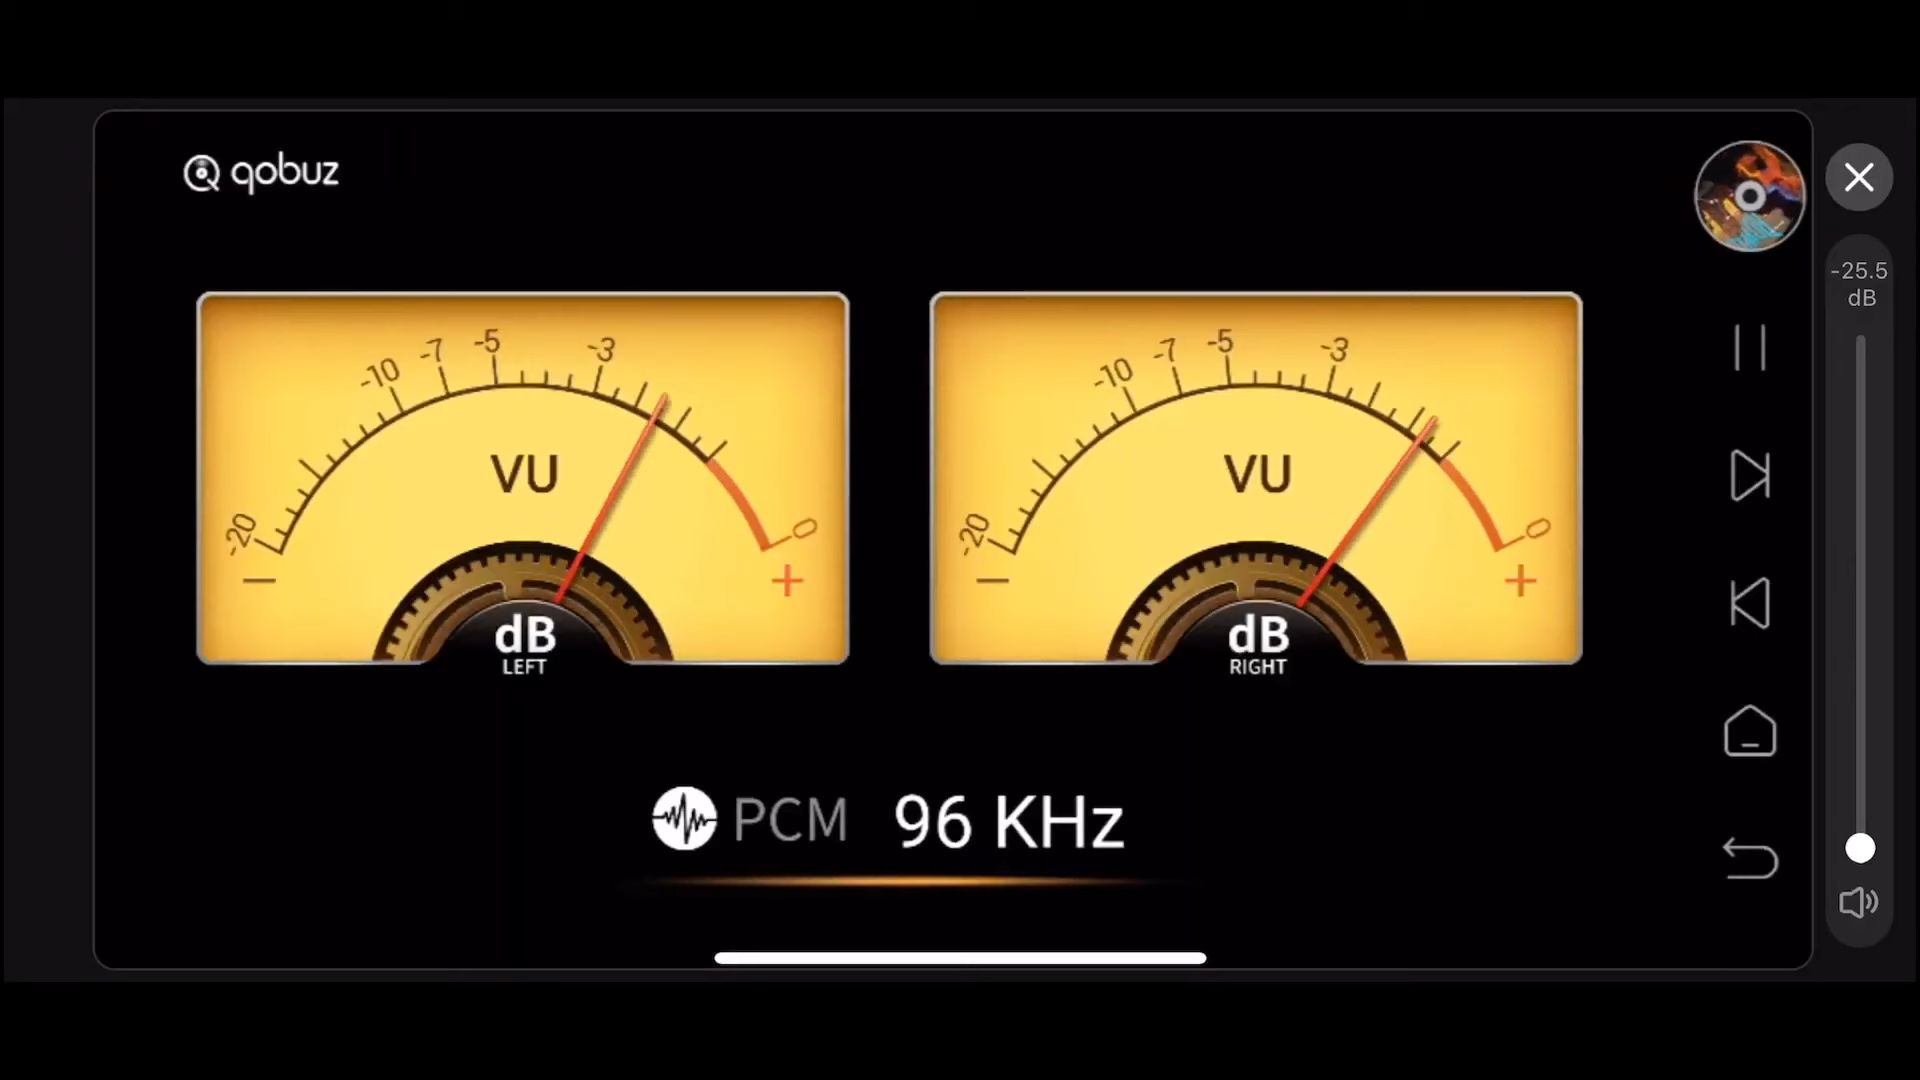 qobuz
-25.5
dB
-20 -10 -7 -5 -3 0
VU
- +
dB
LEFT
-20 -10 -7 -5 -3 0
VU
- +
dB
RIGHT
PCM 96 KHz